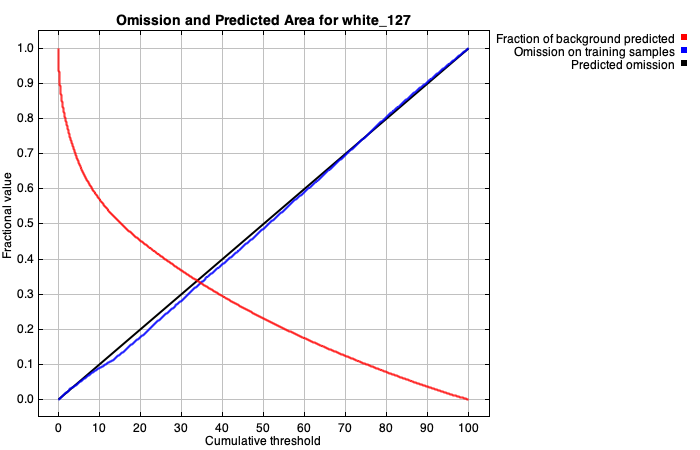 Omission and Predicted Area for white_127
Fraction of background predicted
Omission on training samples
Predicted omission
Fractional value
1.0
0.9
0.8
0.7
0.6
0.5
0.4
0.3
0.2
0.1
0.0
0 10 20 30 40 50 60 70 80 90 100
Cumulative threshold